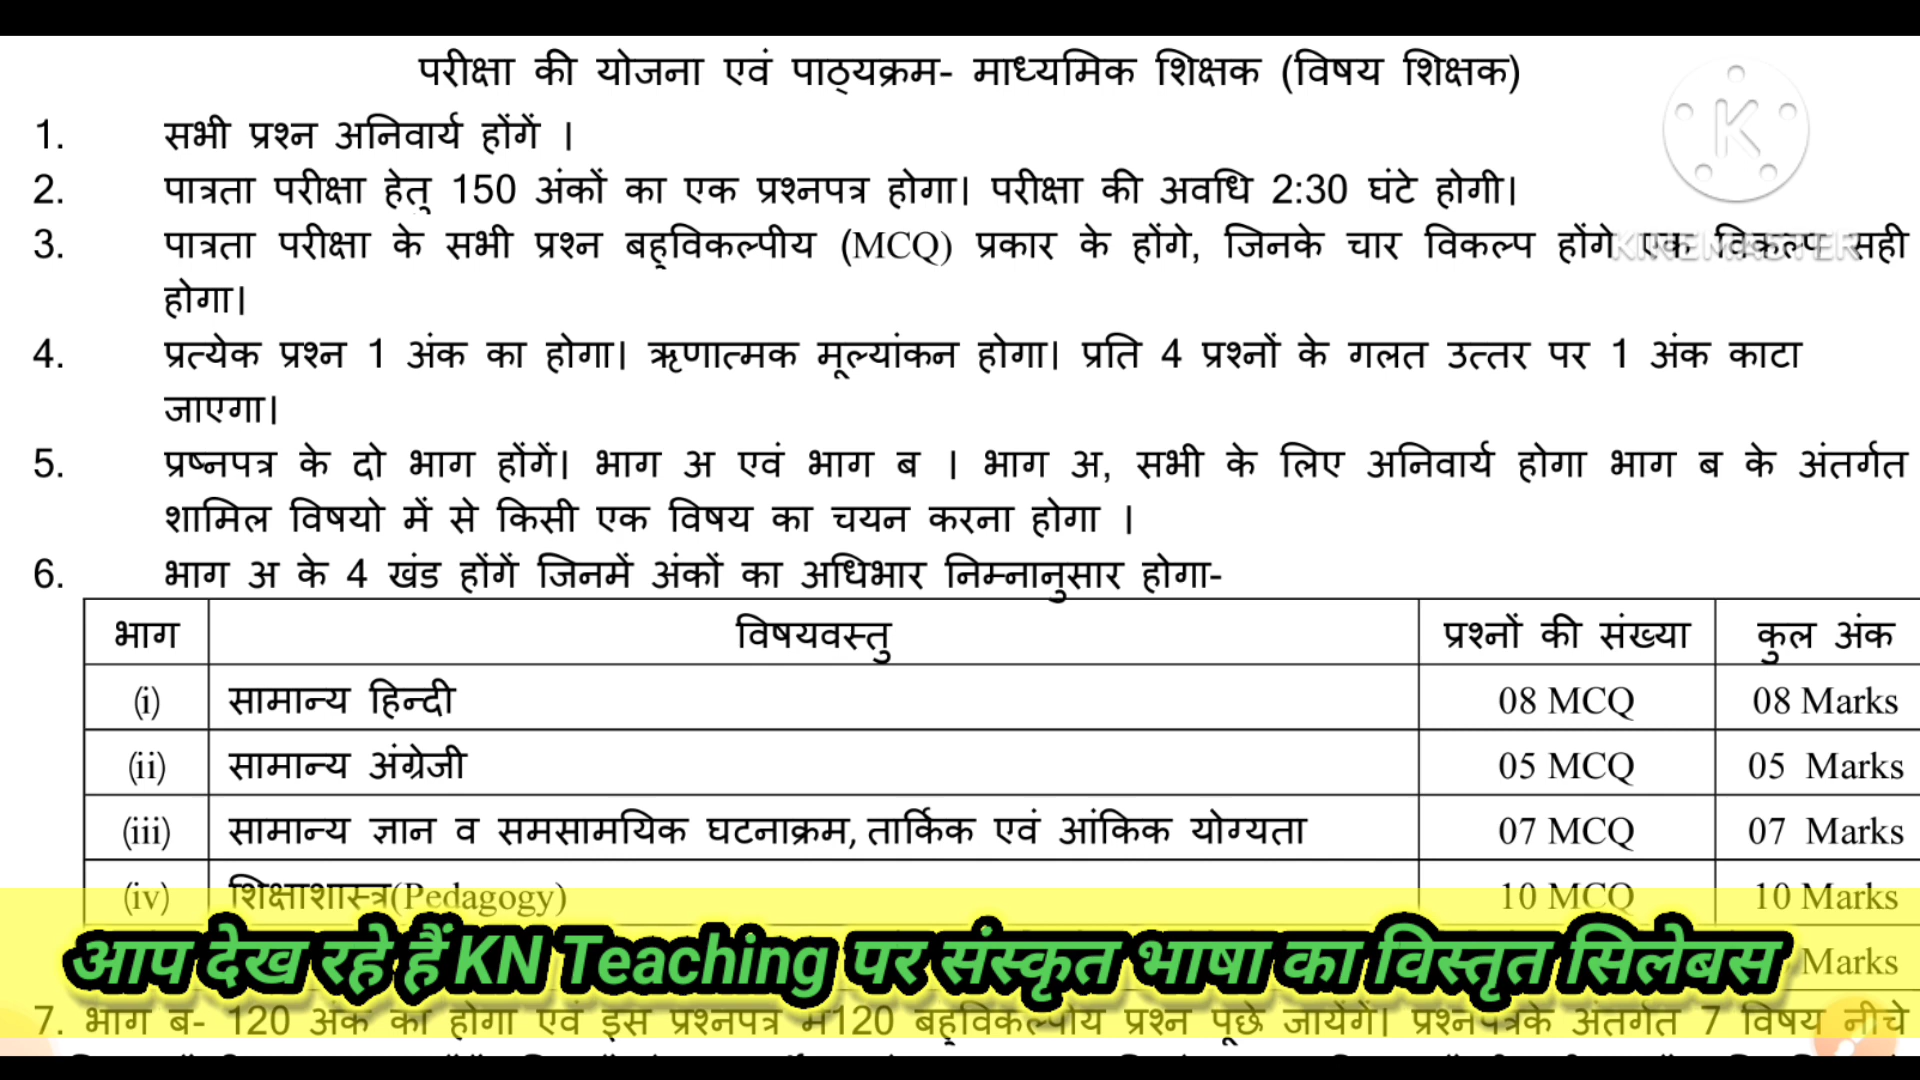 परीक्षा की योजना एवं पाठ्यक्रम- माध्यमिक शिक्षक (विषय शिक्षक)
K
1. सभी प्रश्न अनिवार्य होंगें ।
2. पात्रता परीक्षा हेतु 150 अंकों का एक प्रश्नपत्र होगा। परीक्षा की अवधि 2:30 घंटे होगी।
3. पात्रता परीक्षा के सभी प्रश्न बहुविकल्पीय (MCQ) प्रकार के होंगे, जिनके चार विकल्प होंगे एक विकल्प सही
KINEMASTER
होगा।
4. प्रत्येक प्रश्न 1 अंक का होगा। ऋणात्मक मूल्यांकन होगा। प्रति 4 प्रश्नों के गलत उत्तर पर 1 अंक काटा
जाएगा।
5. प्रष्नपत्र के दो भाग होंगें। भाग अ एवं भाग ब । भाग अ, सभी के लिए अनिवार्य होगा भाग ब के अंतर्गत
शामिल विषयो में से किसी एक विषय का चयन करना होगा ।
6. भाग अ के 4 खंड होंगें जिनमें अंकों का अधिभार निम्नानुसार होगा-
भाग विषयवस्तु प्रश्नों की संख्या कुल अंक
(i) सामान्य हिन्दी 08 MCQ 08 Marks
(ii) सामान्य अंग्रेजी 05 MCQ 05 Marks
(iii) सामान्य ज्ञान व समसामयिक घटनाक्रम, तार्किक एवं आंकिक योग्यता 07 MCQ 07 Marks
(iv) शिक्षाशास्त्र(Pedagogy) 10 MCQ 10 Marks
आप देख रहे हैं KN Teaching पर संस्कृत भाषा का विस्तृत सिलेबस
Marks
7. भाग ब- 120 अंक का होगा एवं इस प्रश्नपत्र में 120 बहुविकल्पीय प्रश्न पूछे जायेंगें। प्रश्नपत्रके अंतर्गत 7 विषय नीचे